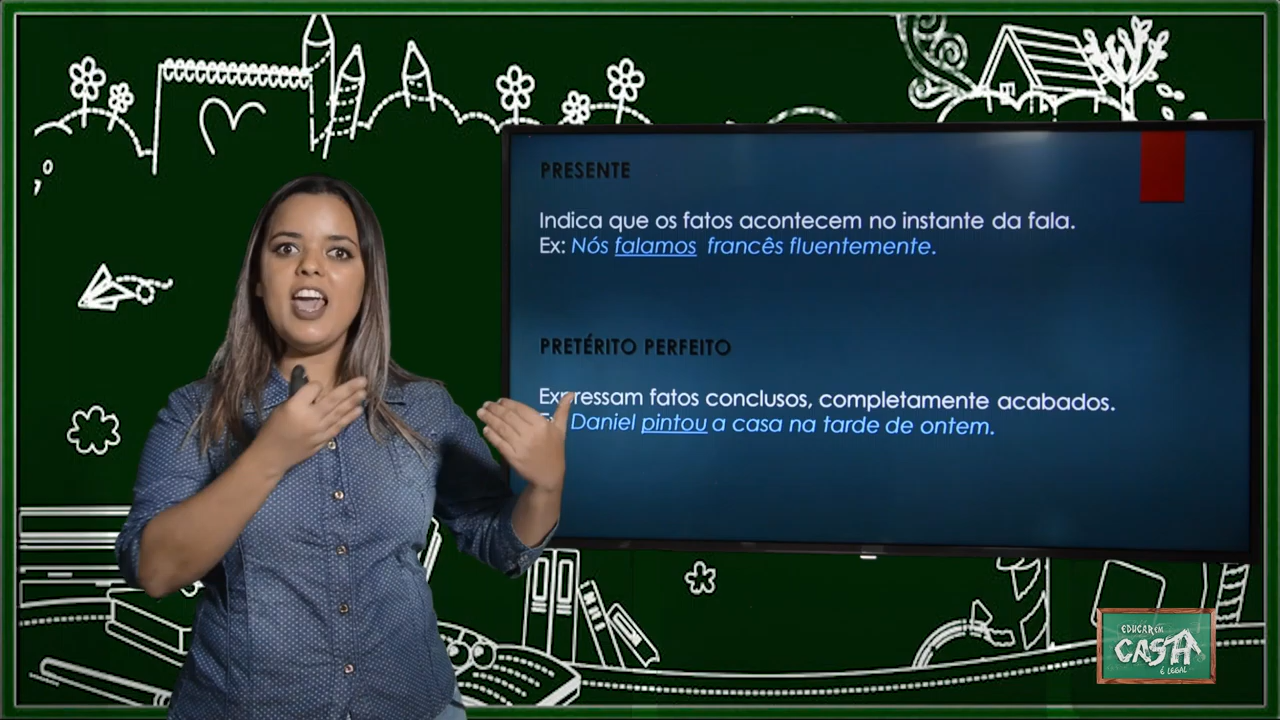 PRESENTE
Indica que os fatos acontecem no instante da fala.
Ex: Nós falamos francês fluentemente.
PRETÉRITO PERFEITO
Expressam fatos conclusos, completamente acabados.
Daniel pintou a casa na tarde de ontem.
EDUCAR EM
CASA
É LEGAL